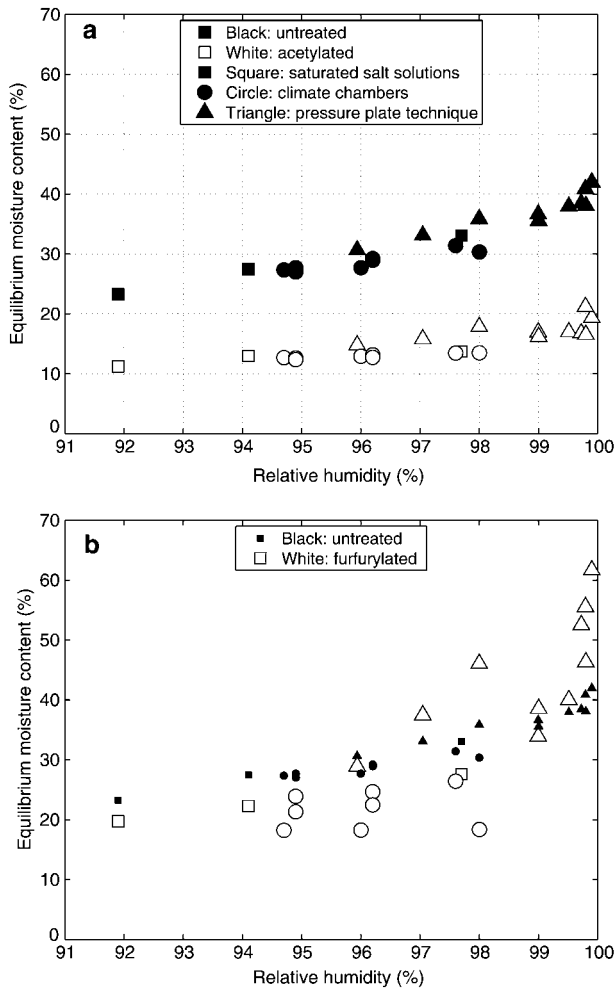 a
Black: untreated
White: acetylated
Square: saturated salt solutions
Circle: climate chambers
Triangle: pressure plate technique
70
60
50
40
30
20
10
0
Equilibrium moisture content (%)
91 92 93 94 95 96 97 98 99 100
Relative humidity (%)
b
Black: untreated
White: furfurylated
70
60
50
40
30
20
10
0
Equilibrium moisture content (%)
91 92 93 94 95 96 97 98 99 100
Relative humidity (%)